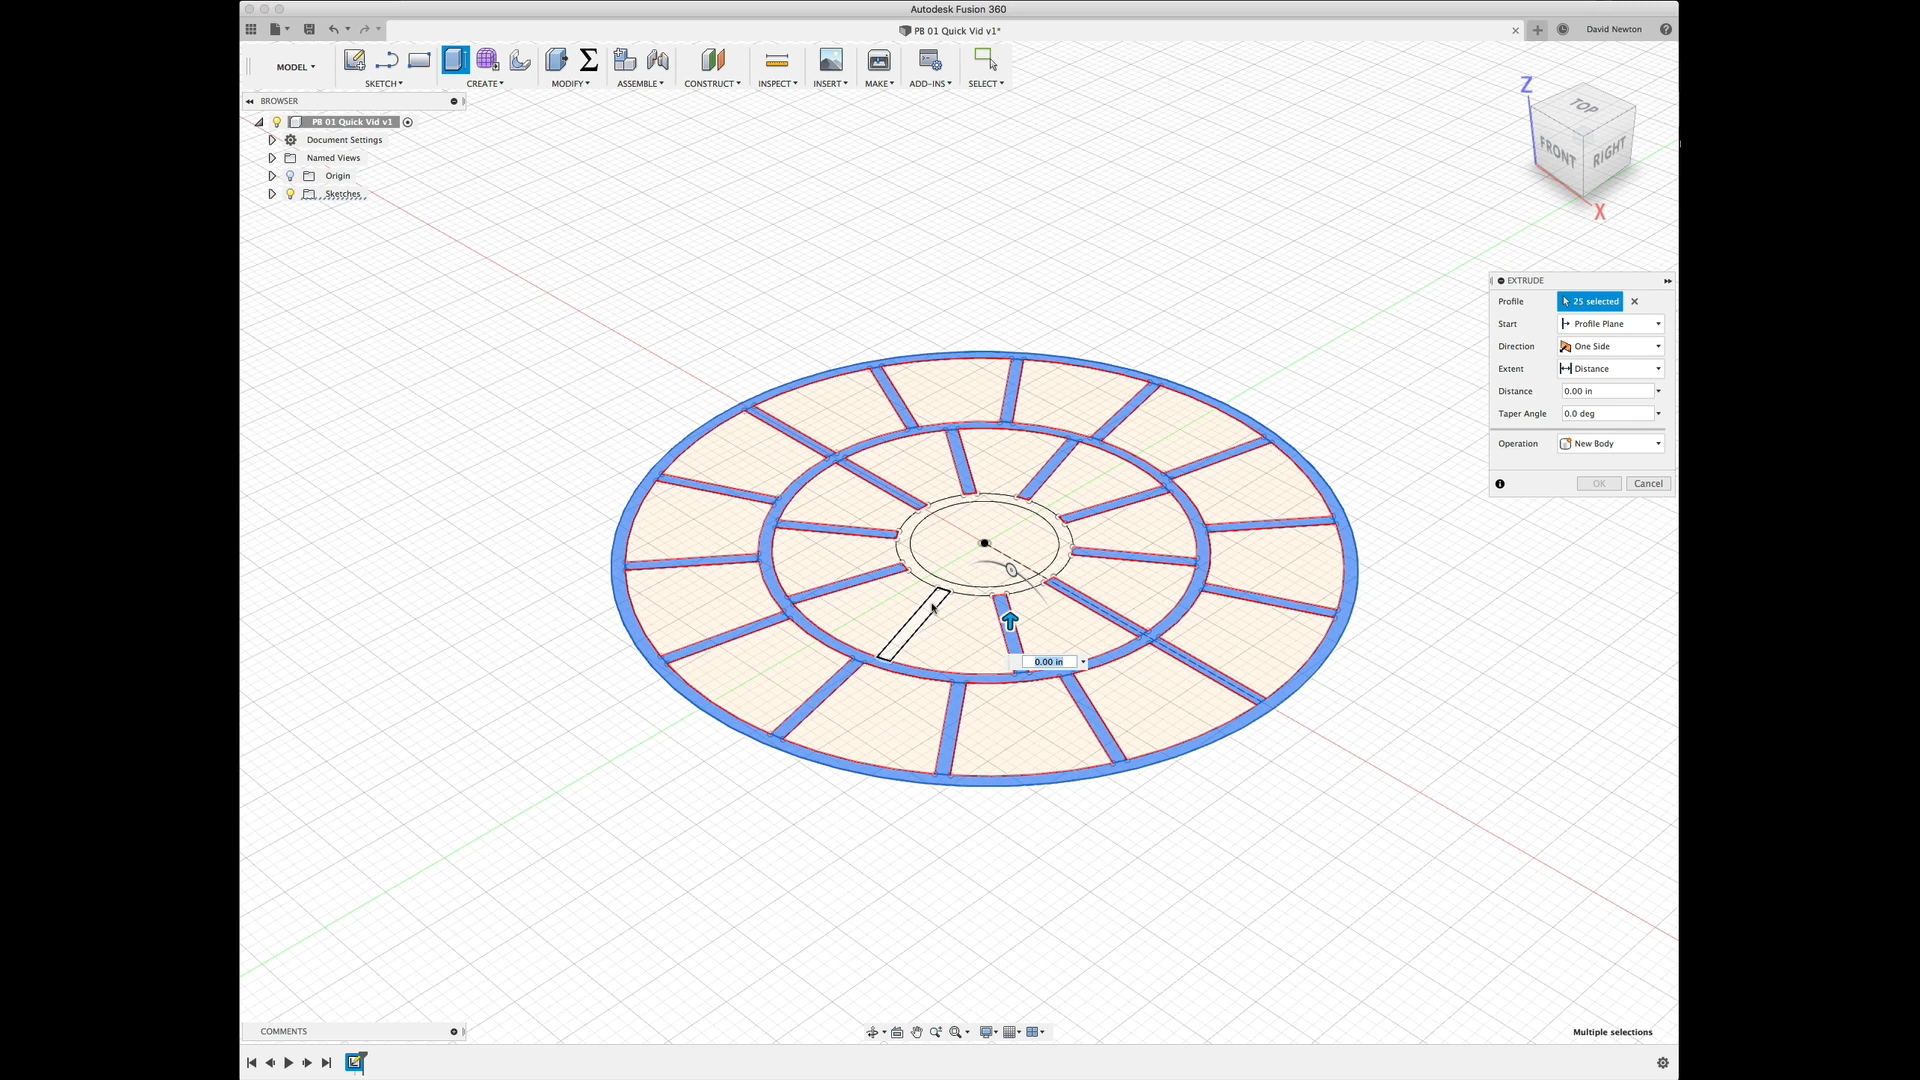 Autodesk Fusion 360
PB 01 Quick Vid v1*
David Newton
MODEL
SKETCH
CREATE
MODIFY
ASSEMBLE
CONSTRUCT
INSPECT
INSERT
MAKE
ADD-INS
SELECT
BROWSER
PB 01 Quick Vid v1
Document Settings
Named Views
Origin
Sketches
Z
TOP
FRONT
RIGHT
X
EXTRUDE
Profile 25 selected
Start Profile Plane
Direction One Side
Extent Distance
Distance 0.00 in
Taper Angle 0.0 deg
Operation New Body
OK Cancel
0.00 in
COMMENTS
Multiple selections